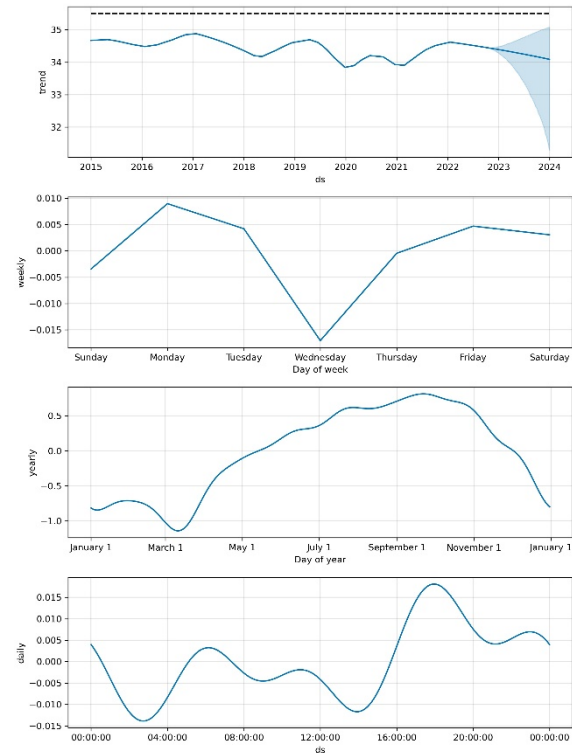 35
34
33
32
trend
2015 2016 2017 2018 2019 2020 2021 2022 2023 2024
ds
0.010
0.005
0.000
−0.005
−0.010
−0.015
weekly
Sunday Monday Tuesday Wednesday Thursday Friday Saturday
Day of week
0.5
0.0
−0.5
−1.0
yearly
January 1 March 1 May 1 July 1 September 1 November 1 January 1
Day of year
0.015
0.010
0.005
0.000
−0.005
−0.010
−0.015
daily
00:00:00 04:00:00 08:00:00 12:00:00 16:00:00 20:00:00 00:00:00
ds